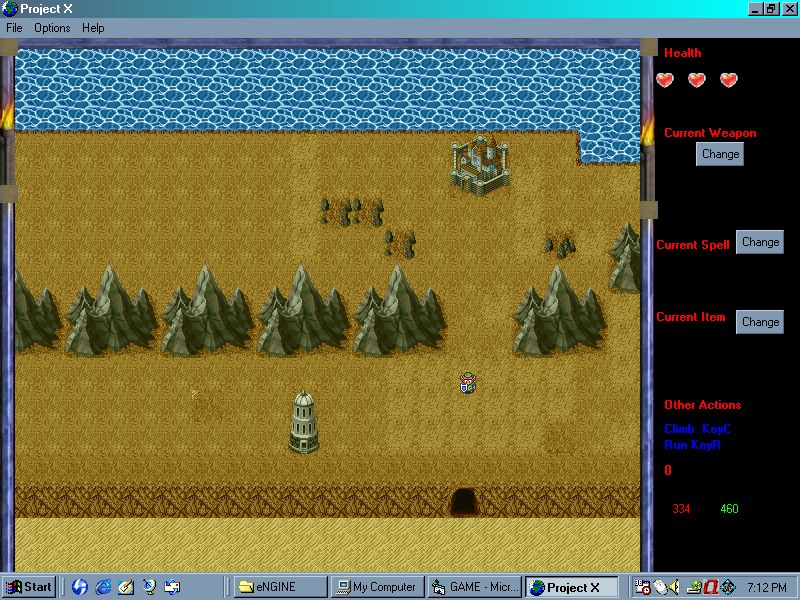 Project X
File Options Help
Health
Current Weapon
Change
Current Spell Change
Current Item Change
Other Actions
Climb KeyC
Run KeyR
0
334 460
Start eNGINE My Computer GAME - Micr... Project X 7:12 PM